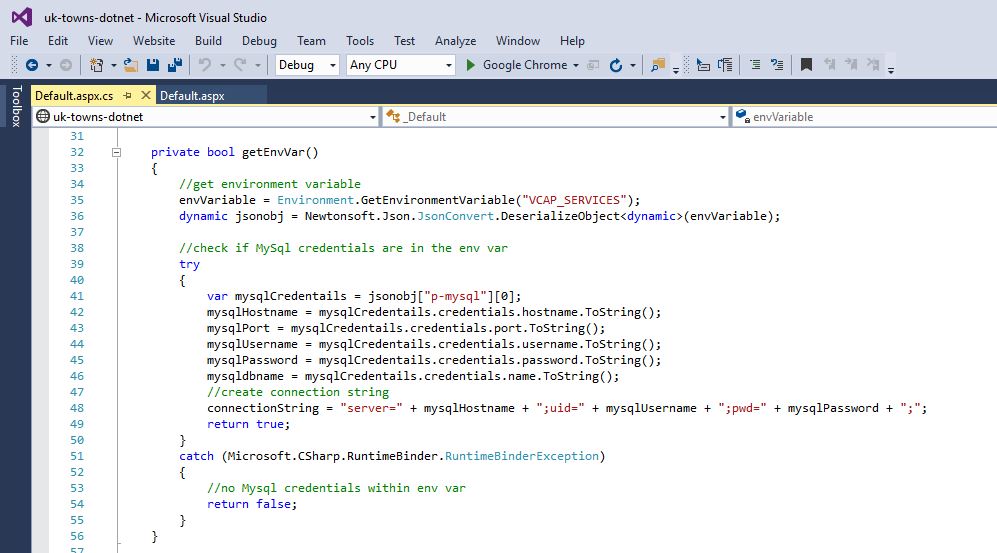 uk-towns-dotnet - Microsoft Visual Studio
File Edit View Website Build Debug Team Tools Test Analyze Window Help
Debug Any CPU Google Chrome
Toolbox
Default.aspx.cs Default.aspx
uk-towns-dotnet _Default envVariable
31
32 private bool getEnvVar()
33 {
34 //get environment variable
35 envVariable = Environment.GetEnvironmentVariable("VCAP_SERVICES");
36 dynamic jsonobj = Newtonsoft.Json.JsonConvert.DeserializeObject<dynamic>(envVariable);
37
38 //check if MySql credentials are in the env var
39 try
40 {
41 var mysqlCredentails = jsonobj["p-mysql"][0];
42 mysqlHostname = mysqlCredentails.credentials.hostname.ToString();
43 mysqlPort = mysqlCredentails.credentials.port.ToString();
44 mysqlUsername = mysqlCredentails.credentials.username.ToString();
45 mysqlPassword = mysqlCredentails.credentials.password.ToString();
46 mysqldbname = mysqlCredentails.credentials.name.ToString();
47 //create connection string
48 connectionString = "server=" + mysqlHostname + ";uid=" + mysqlUsername + ";pwd=" + mysqlPassword + ";";
49 return true;
50 }
51 catch (Microsoft.CSharp.RuntimeBinder.RuntimeBinderException)
52 {
53 //no Mysql credentials within env var
54 return false;
55 }
56 }
57